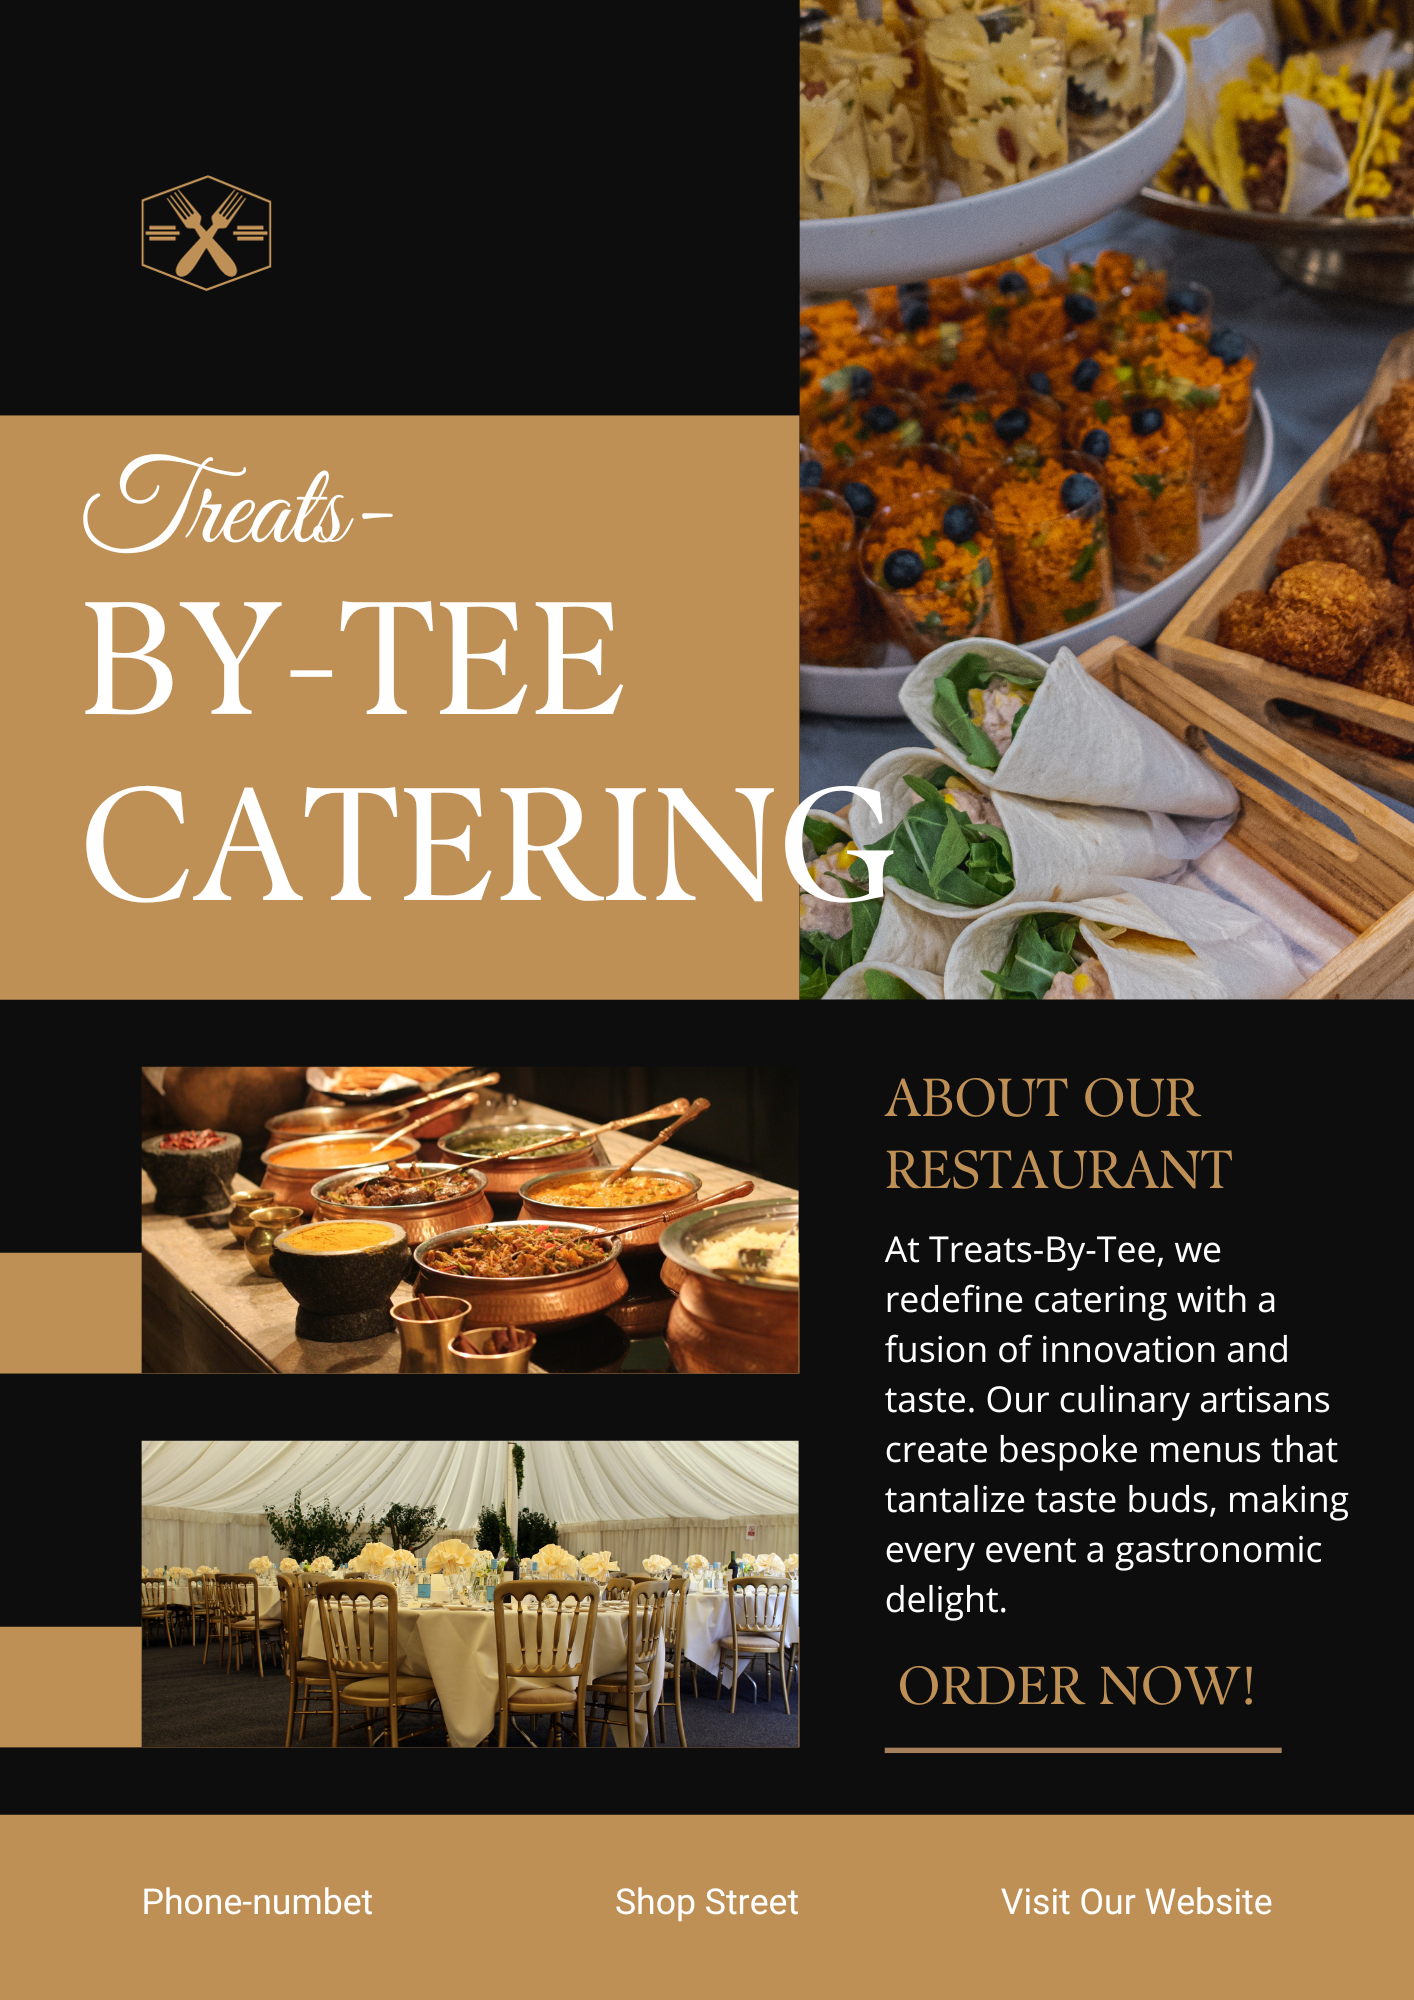 Treats-
BY-TEE
CATERING
ABOUT OUR
RESTAURANT
At Treats-By-Tee, we
redefine catering with a
fusion of innovation and
taste. Our culinary artisans
create bespoke menus that
tantalize taste buds, making
every event a gastronomic
delight.
ORDER NOW!
Phone-numbet
Shop Street
Visit Our Website